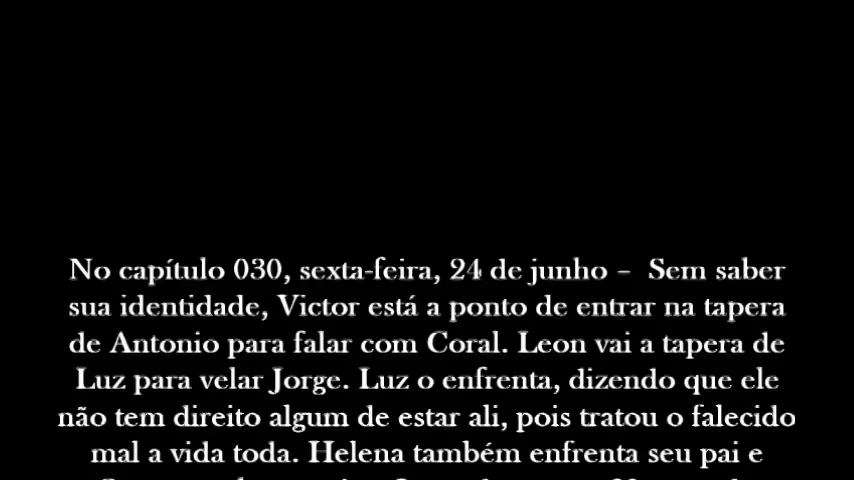 No capítulo 030, sexta-feira, 24 de junho – Sem saber
sua identidade, Victor está a ponto de entrar na tapera
de Antonio para falar com Coral. Leon vai a tapera de
Luz para velar Jorge. Luz o enfrenta, dizendo que ele
não tem direito algum de estar ali, pois tratou o falecido
mal a vida toda. Helena também enfrenta seu pai e